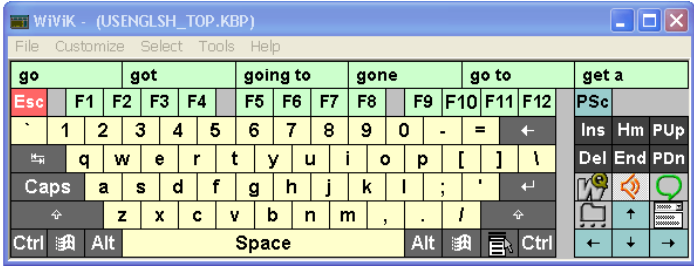 WiViK - (USENGLSH_TOP.KBP)
File Customize Select Tools Help
go got going to gone go to get a
Esc F1 F2 F3 F4 F5 F6 F7 F8 F9 F10 F11 F12 PSc
` 1 2 3 4 5 6 7 8 9 0 - = ← Ins Hm PUp
↹ q w e r t y u i o p [ ] \ Del End PDn
Caps a s d f g h j k l ; ' ↵
⇧ z x c v b n m , . / ⇧ ↑
Ctrl Alt Space Alt Ctrl ← ↓ →